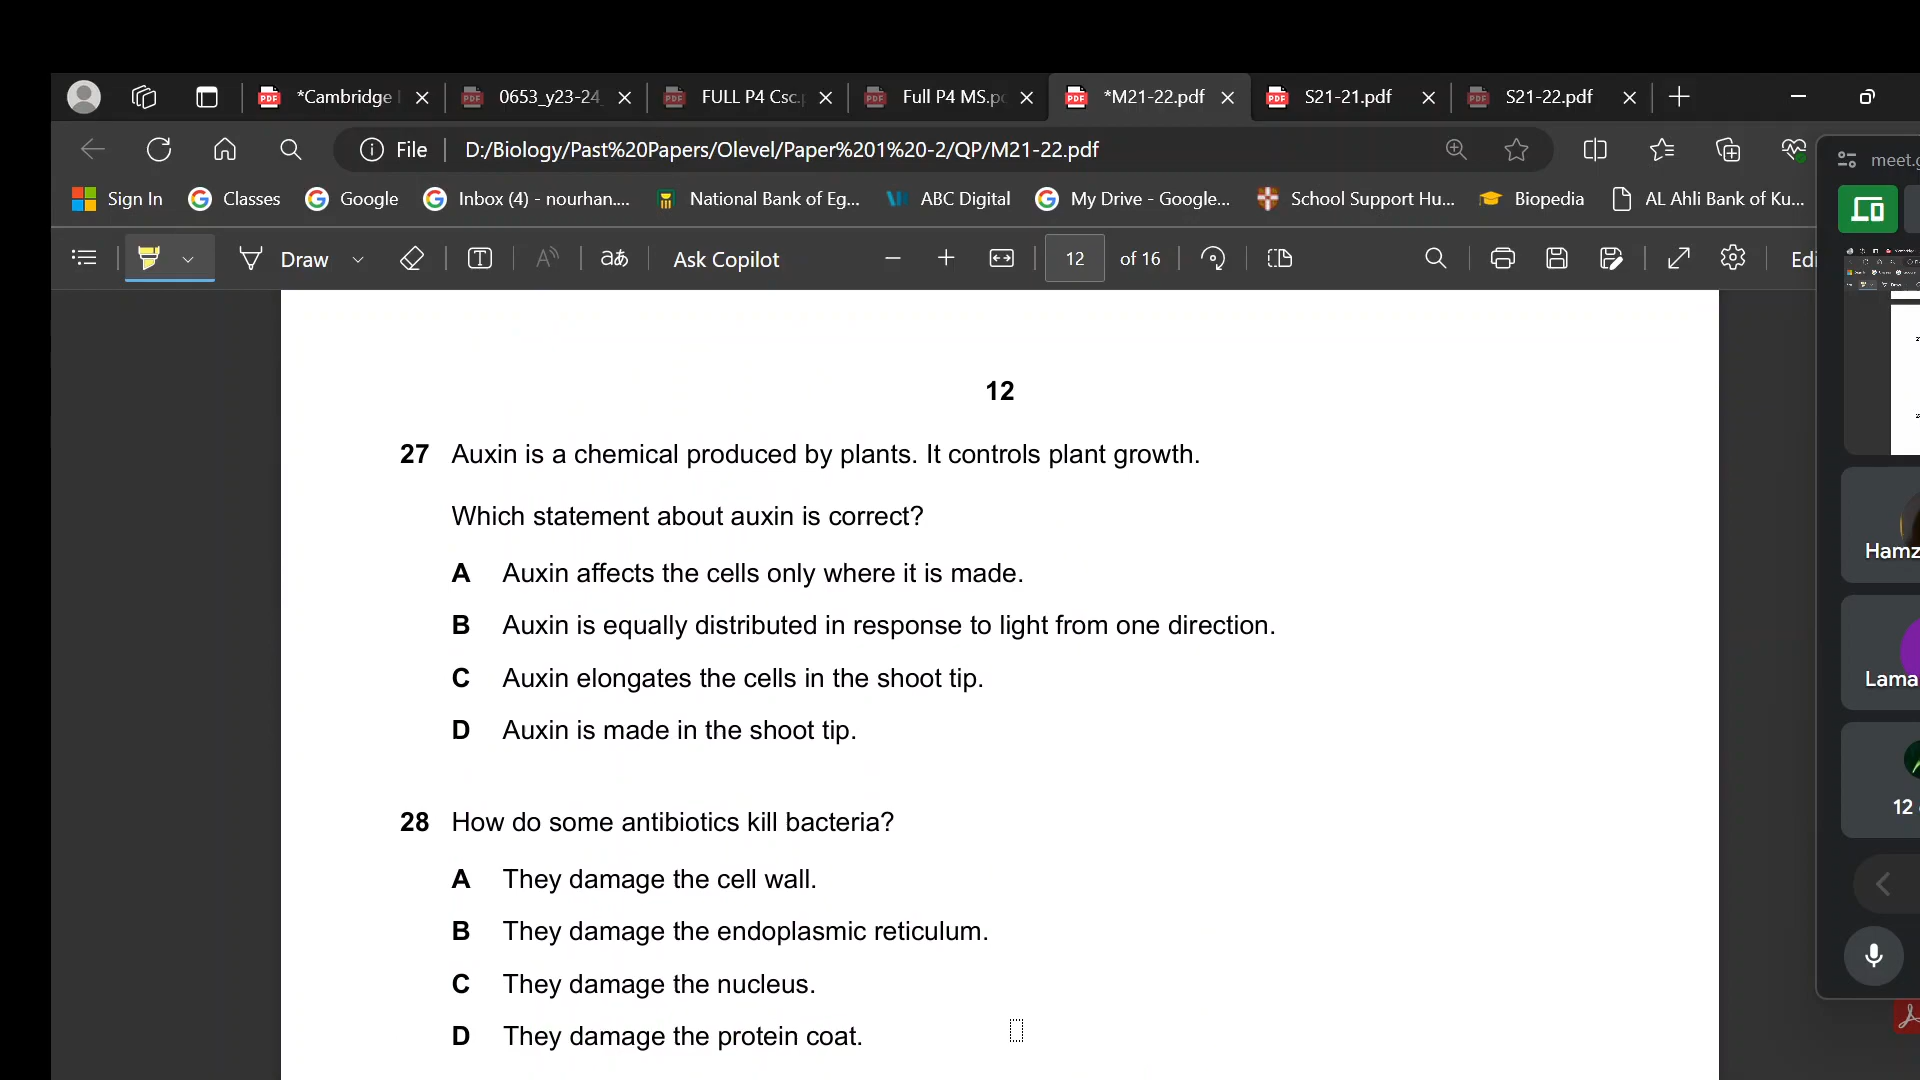 *Cambridge
0653_y23-24
FULL P4 Csc.
Full P4 MS.p
*M21-22.pdf
S21-21.pdf
S21-22.pdf
File
D:/Biology/Past%20Papers/Olevel/Paper%201%20-2/QP/M21-22.pdf
meet.g
Sign In
Classes
Google
Inbox (4) - nourhan....
National Bank of Eg...
ABC Digital
My Drive - Google...
School Support Hu...
Biopedia
AL Ahli Bank of Ku...
Draw
aあ
Ask Copilot
12
of 16
Edi
12
27 Auxin is a chemical produced by plants. It controls plant growth.
Which statement about auxin is correct?
A Auxin affects the cells only where it is made.
B Auxin is equally distributed in response to light from one direction.
C Auxin elongates the cells in the shoot tip.
D Auxin is made in the shoot tip.
28 How do some antibiotics kill bacteria?
A They damage the cell wall.
B They damage the endoplasmic reticulum.
C They damage the nucleus.
D They damage the protein coat.
Hamz
Lama
12